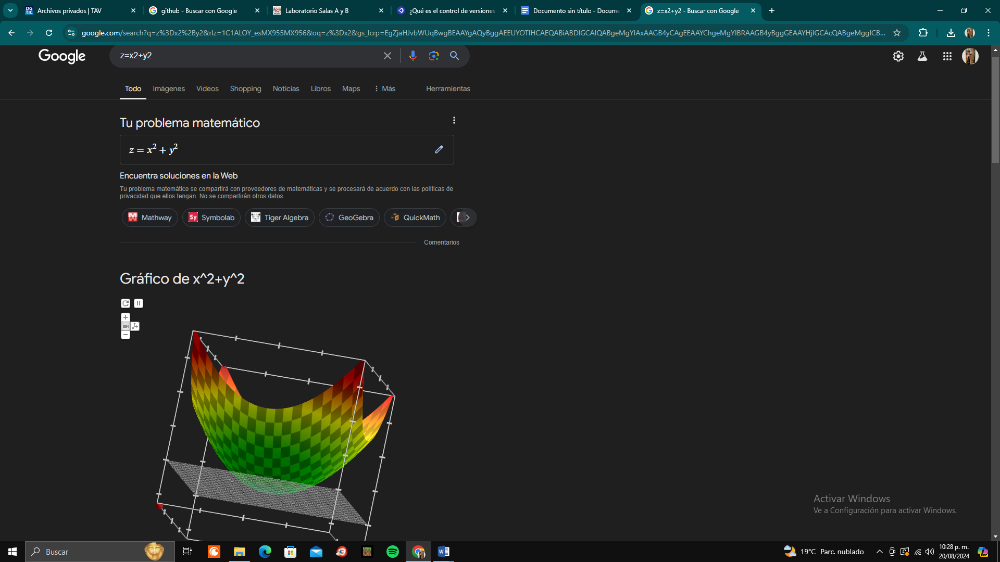 Archivos privados | TAV
github - Buscar con Google
Laboratorio Salas A y B
¿Qué es el control de versiones
Documento sin título - Docume
z=x2+y2 - Buscar con Google
google.com/search?q=z%3Dx2%2By2&rlz=1C1ALOY_esMX955MX956&oq=z%3Dx2&gs_lcrp=EgZjaHJvbWUqBwgBEAAYgAQyBggAEEUYOTIHCAEQABiABDIGCAIQABgeMgYIAxAAGB4yCAgEEAAYChgeMgYIBRAAGB4yBggGEAAYHjIGCAcQABgeMggICB...
Google
z=x2+y2
Todo
Imágenes
Videos
Shopping
Noticias
Libros
Maps
Más
Herramientas
Tu problema matemático
z = x² + y²
Encuentra soluciones en la Web
Tu problema matemático se compartirá con proveedores de matemáticas y se procesará de acuerdo con las políticas de
privacidad que ellos tengan. No se compartirán otros datos.
Mathway
Sy Symbolab
Tiger Algebra
GeoGebra
QuickMath
Comentarios
Gráfico de x^2+y^2
Activar Windows
Ve a Configuración para activar Windows.
Buscar
19°C Parc. nublado
10:28 p. m.
20/08/2024